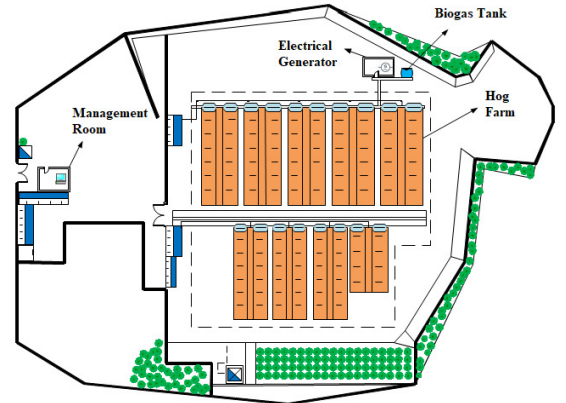 Biogas Tank
Electrical
Generator
Hog
Farm
Management
Room